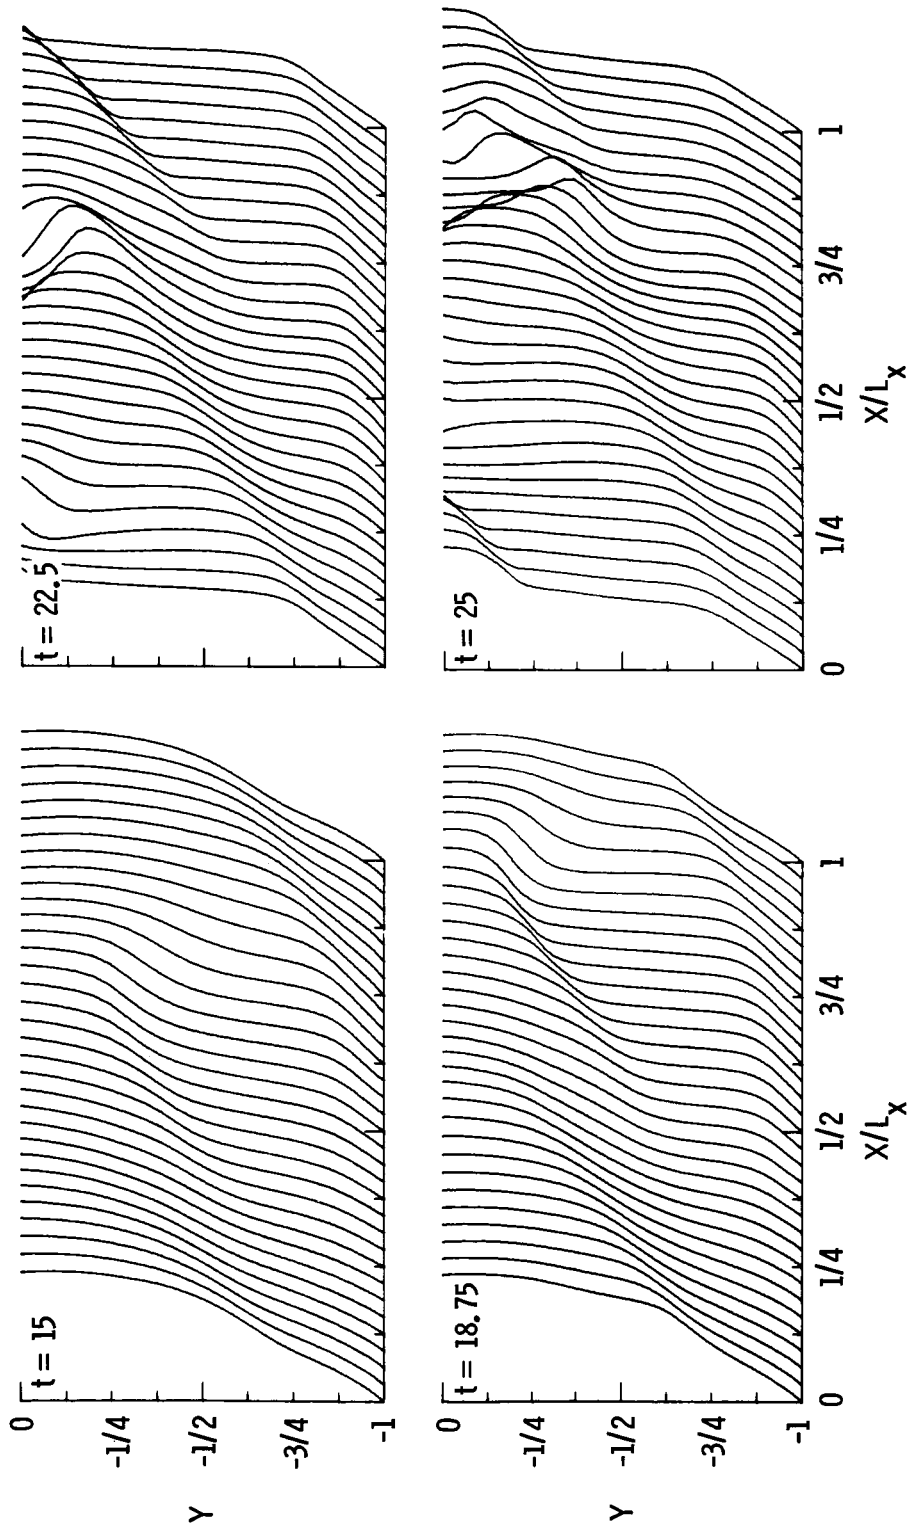 t = 15
t = 22.5
0
-1/4
-1/2
-3/4
-1
Y
t = 18.75
t = 25
0
-1/4
-1/2
-3/4
-1
Y
0 1/4 1/2 3/4 1
X/LX
0 1/4 1/2 3/4 1
X/LX